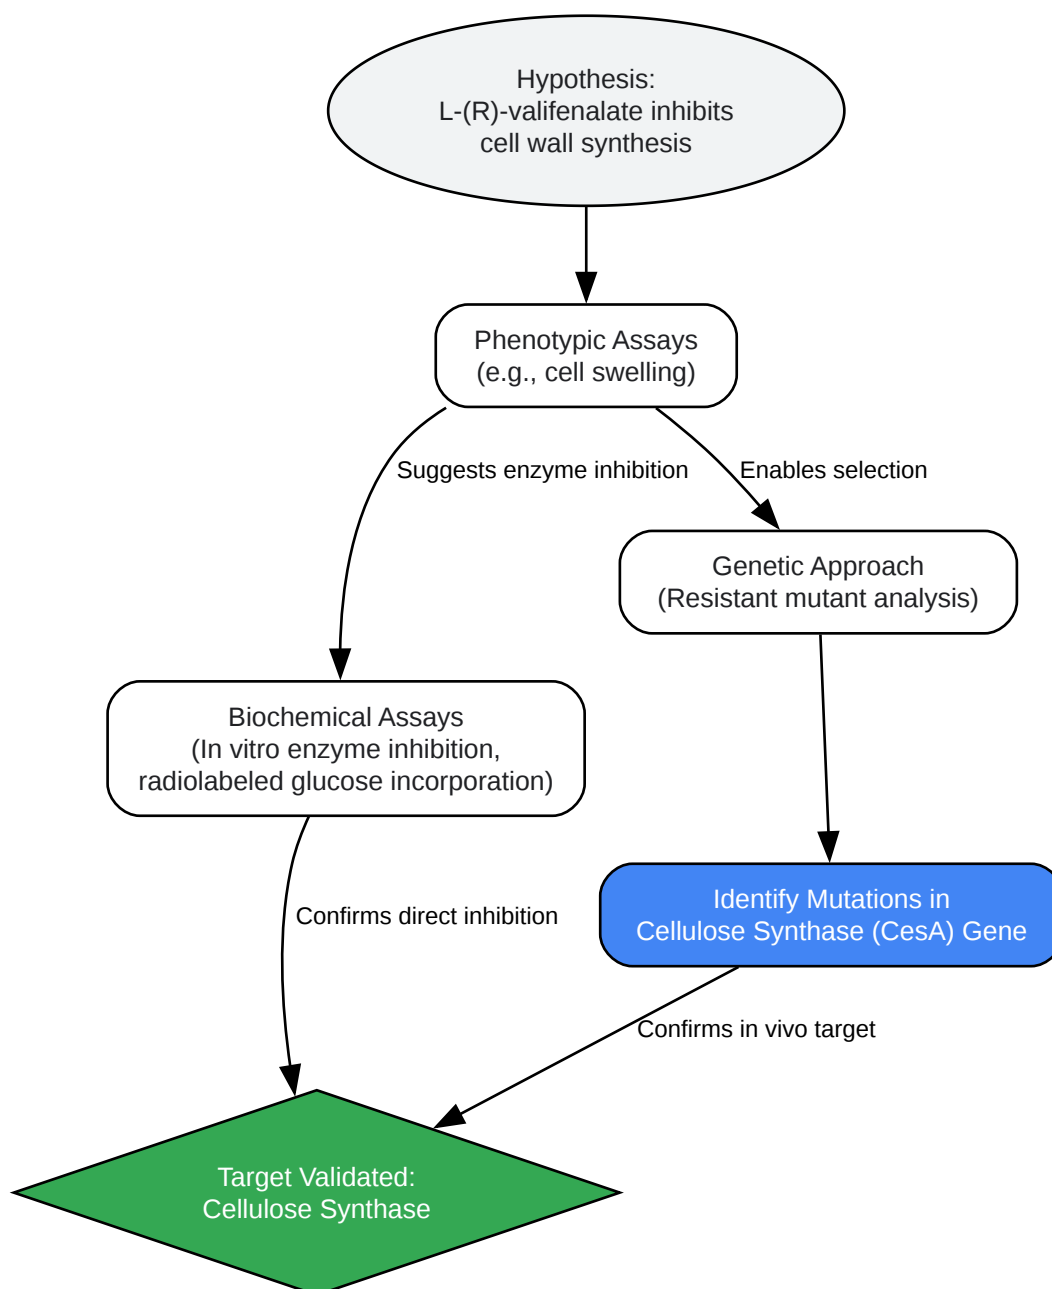 Hypothesis:
L-(R)-valifenalate inhibits
cell wall synthesis
Phenotypic Assays
(e.g., cell swelling)
Suggests enzyme inhibition
Enables selection
Genetic Approach
(Resistant mutant analysis)
Biochemical Assays
(In vitro enzyme inhibition,
radiolabeled glucose incorporation)
Identify Mutations in
Cellulose Synthase (CesA) Gene
Confirms direct inhibition
Confirms in vivo target
Target Validated:
Cellulose Synthase